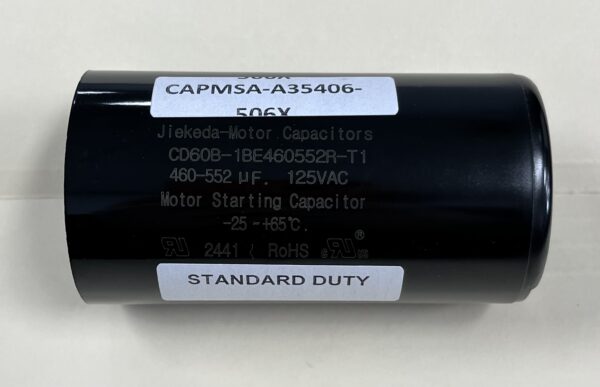 CAPMSA-A35406-
506X
Jiekeda-Motor Capacitors
CD60B-1BE460552R-T1
460-552 µF. 125VAC
Motor Starting Capacitor
-25-+65℃.
2441 RoHS ®
STANDARD DUTY